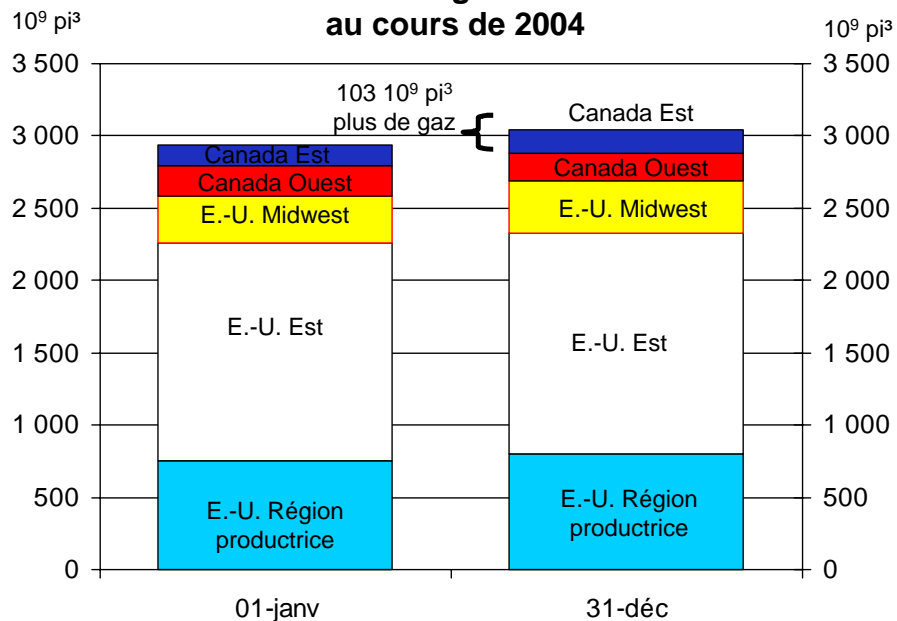 au cours de 2004
10⁹ pi³
10⁹ pi³
3 500
3 000
2 500
2 000
1 500
1 000
500
0
3 500
3 000
2 500
2 000
1 500
1 000
500
0
103 10⁹ pi³
plus de gaz
Canada Est
Canada Ouest
E.-U. Midwest
E.-U. Est
E.-U. Région
productrice
Canada Est
Canada Ouest
E.-U. Midwest
E.-U. Est
E.-U. Région
productrice
01-janv
31-déc